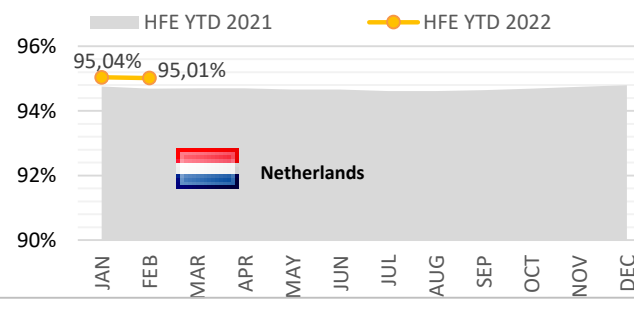 HFE YTD 2021 HFE YTD 2022
96%
95,04%
95,01%
94%
92%
Netherlands
90%
JAN FEB MAR APR MAY JUN JUL AUG SEP OCT NOV DEC